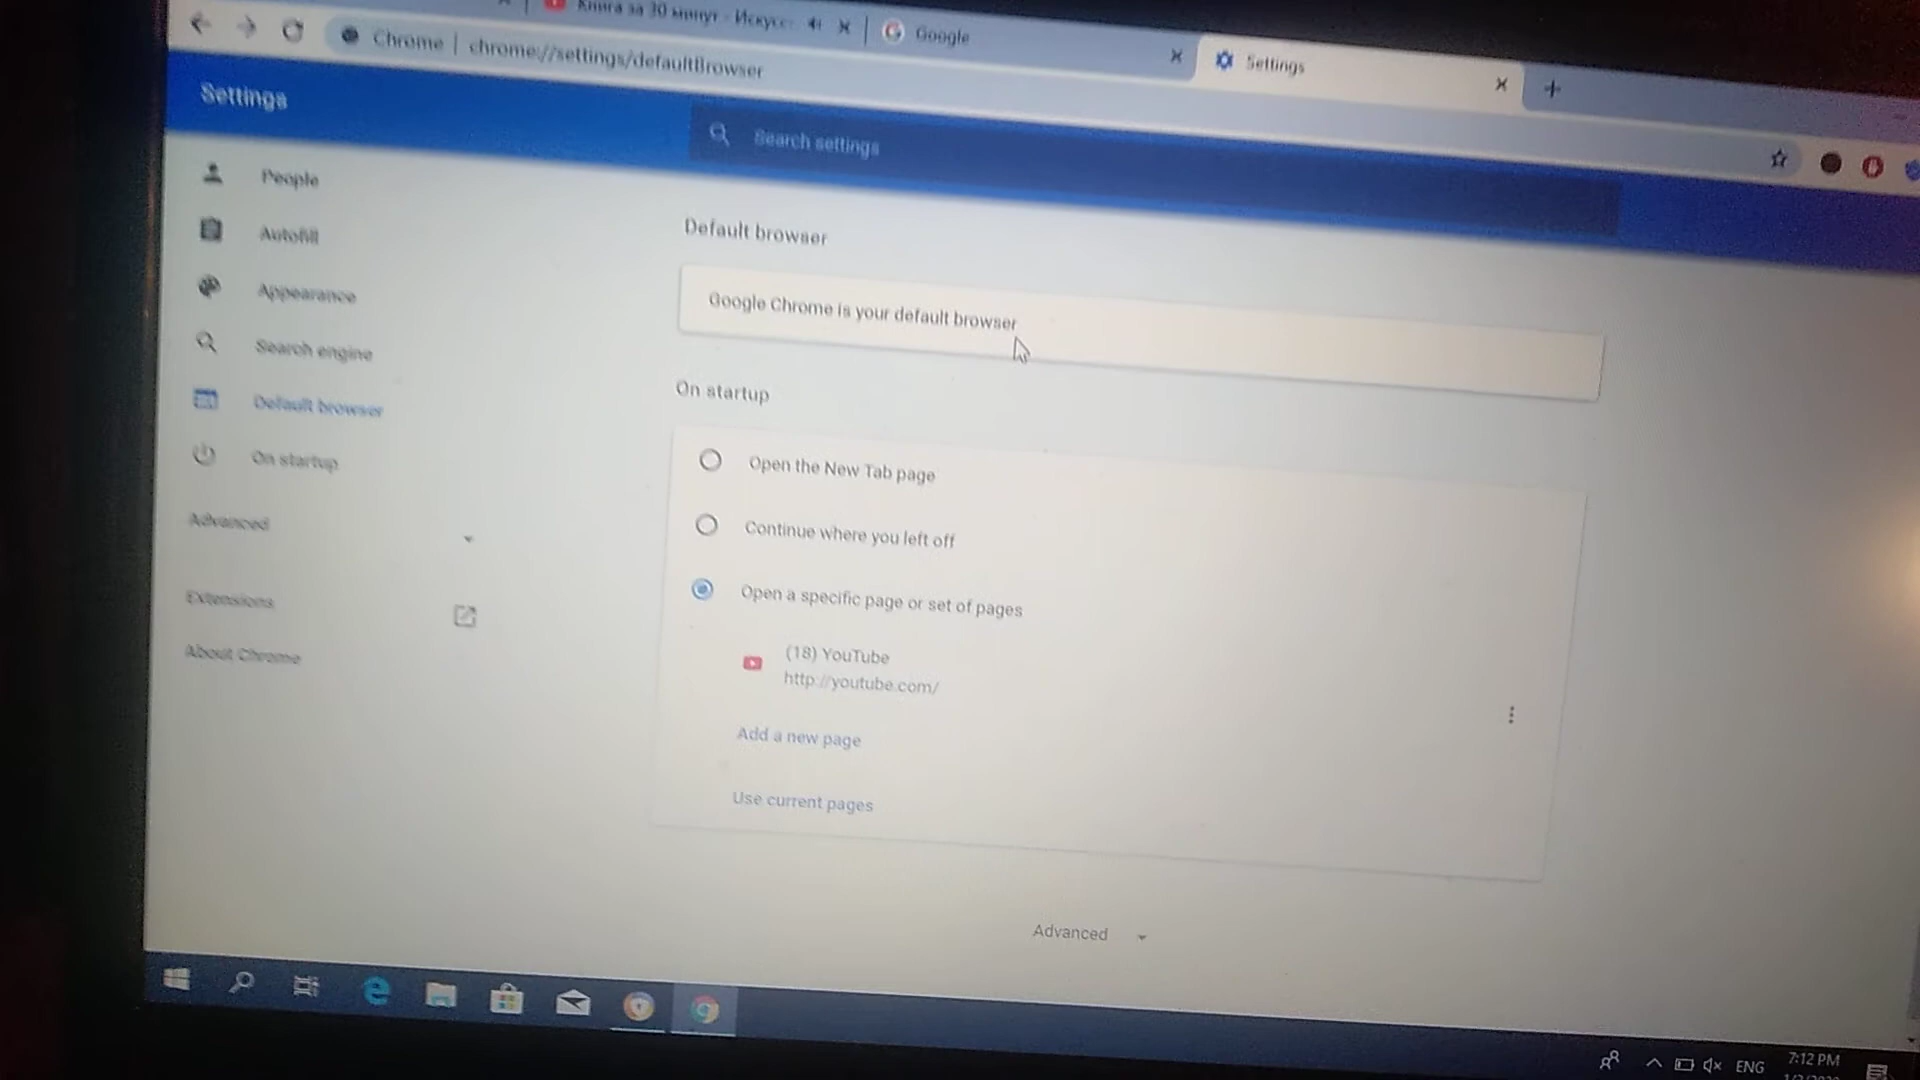 Книга за 30 минут - Искус
Google
Settings
Chrome | chrome://settings/defaultBrowser
Settings
Search settings
People
Autofill
Appearance
Search engine
Default browser
On startup
Advanced
Extensions
About Chrome
Default browser
Google Chrome is your default browser
On startup
Open the New Tab page
Continue where you left off
Open a specific page or set of pages
(18) YouTube
http://youtube.com/
Add a new page
Use current pages
Advanced
ENG
7:12 PM